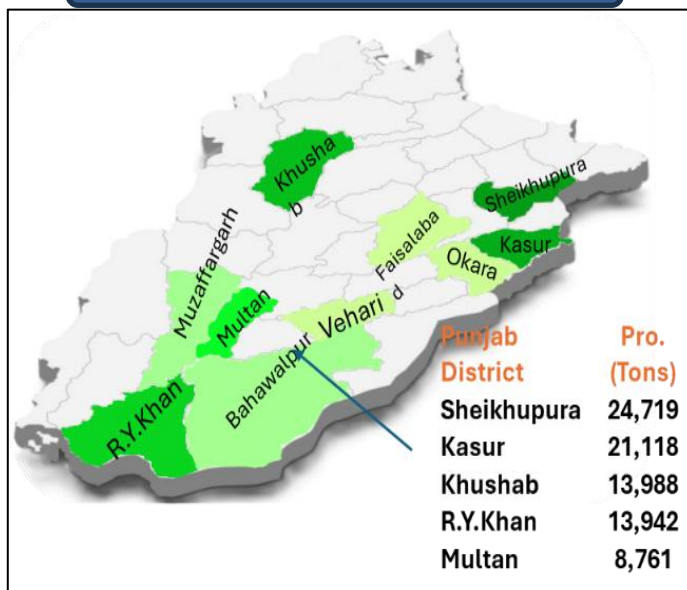 Khusha
b
Sheikhupura
Faisalaba
d
Kasur
Okara
Muzaffargarh
Multan
Vehari
Bahawalpur
R.Y.Khan
Punjab Pro.
District (Tons)
Sheikhupura 24,719
Kasur 21,118
Khushab 13,988
R.Y.Khan 13,942
Multan 8,761